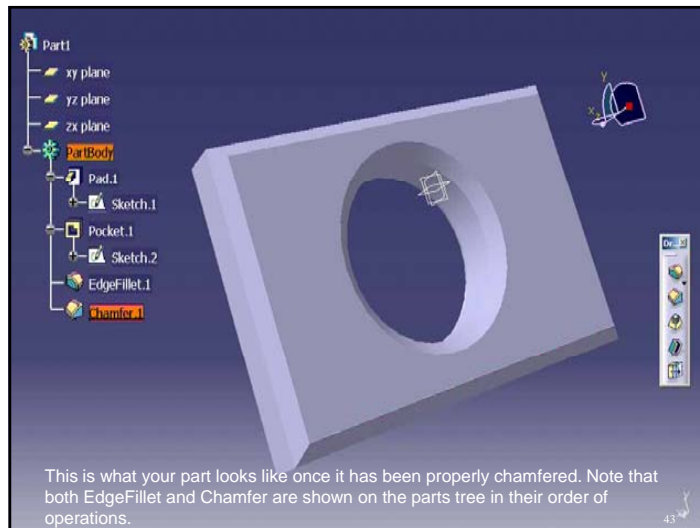 Part1
xy plane
yz plane
zx plane
PartBody
Pad.1
Sketch.1
Pocket.1
Sketch.2
EdgeFillet.1
Chamfer.1
y
x
z
Dr...
This is what your part looks like once it has been properly chamfered. Note that
both EdgeFillet and Chamfer are shown on the parts tree in their order of
operations.
43